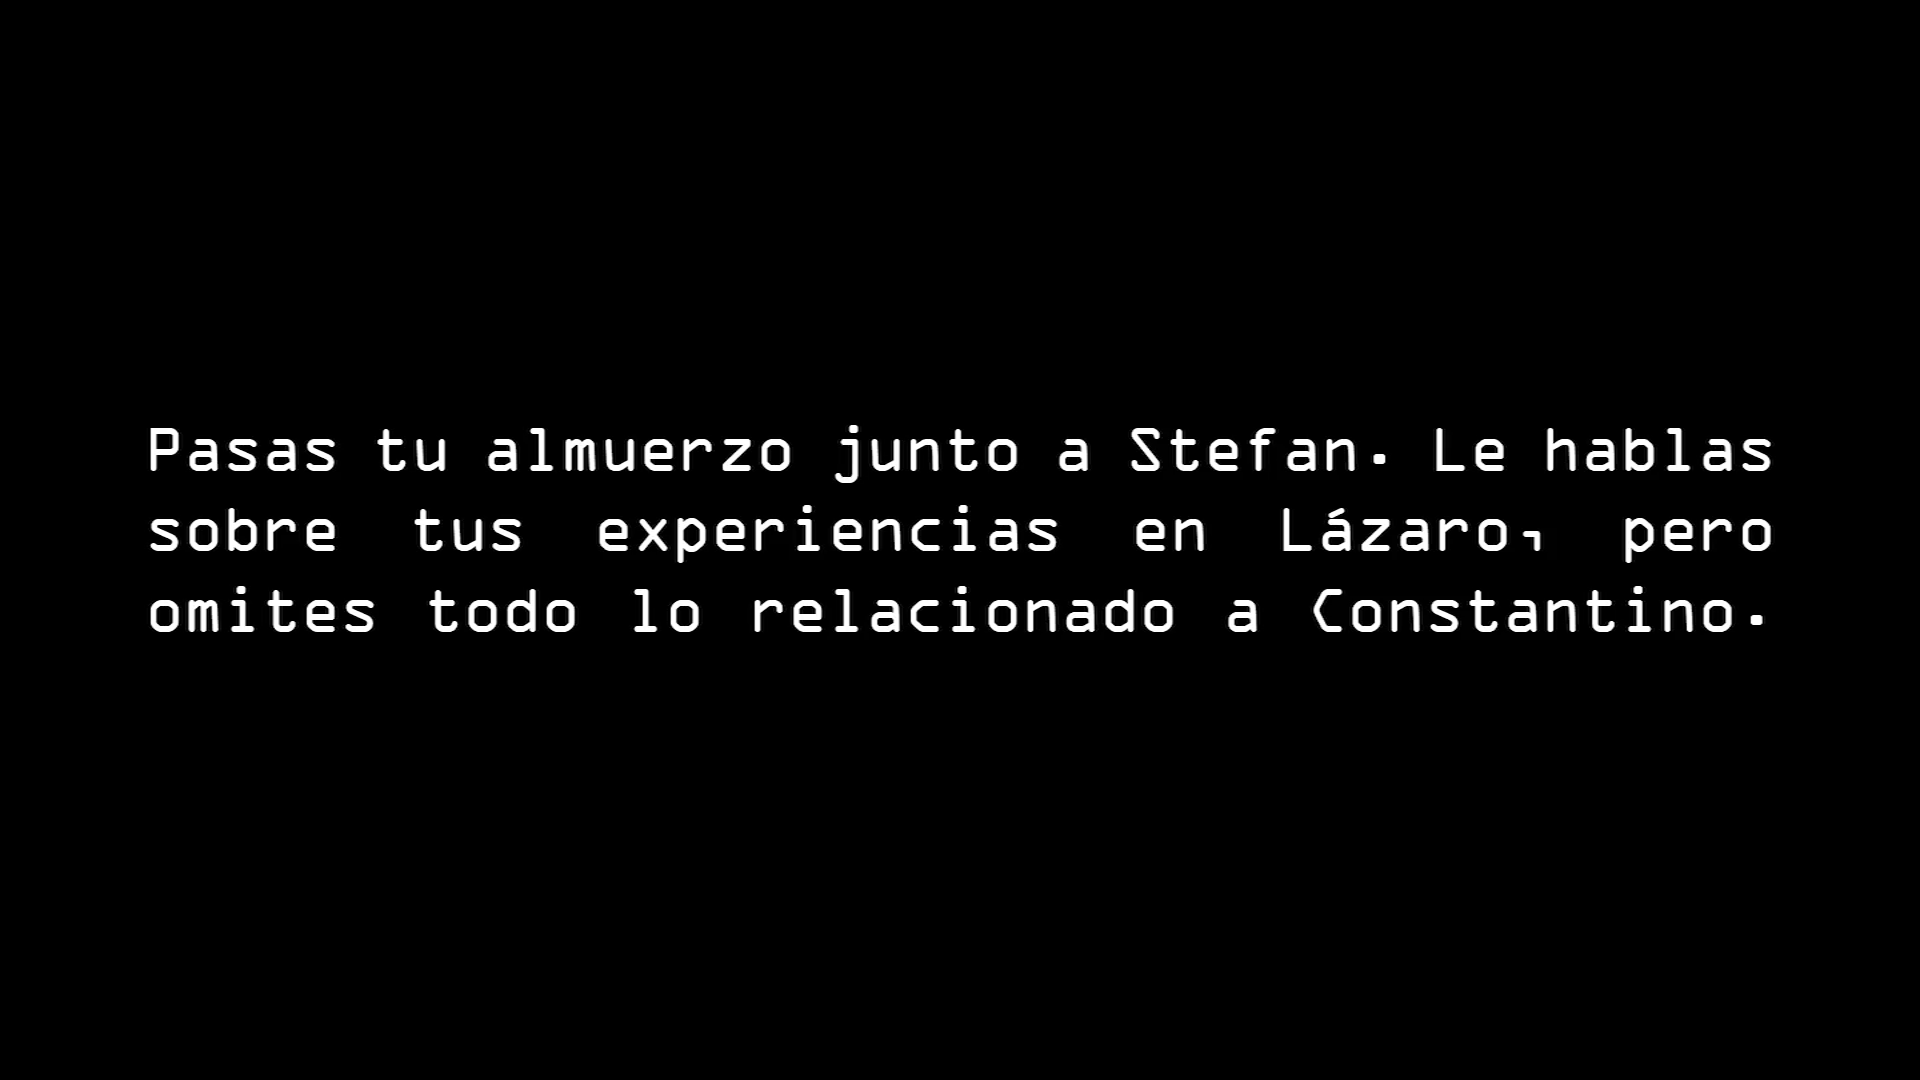 Pasas tu almuerzo junto a Stefan. Le hablas
sobre tus experiencias en Lázaro, pero
omites todo lo relacionado a Constantino.